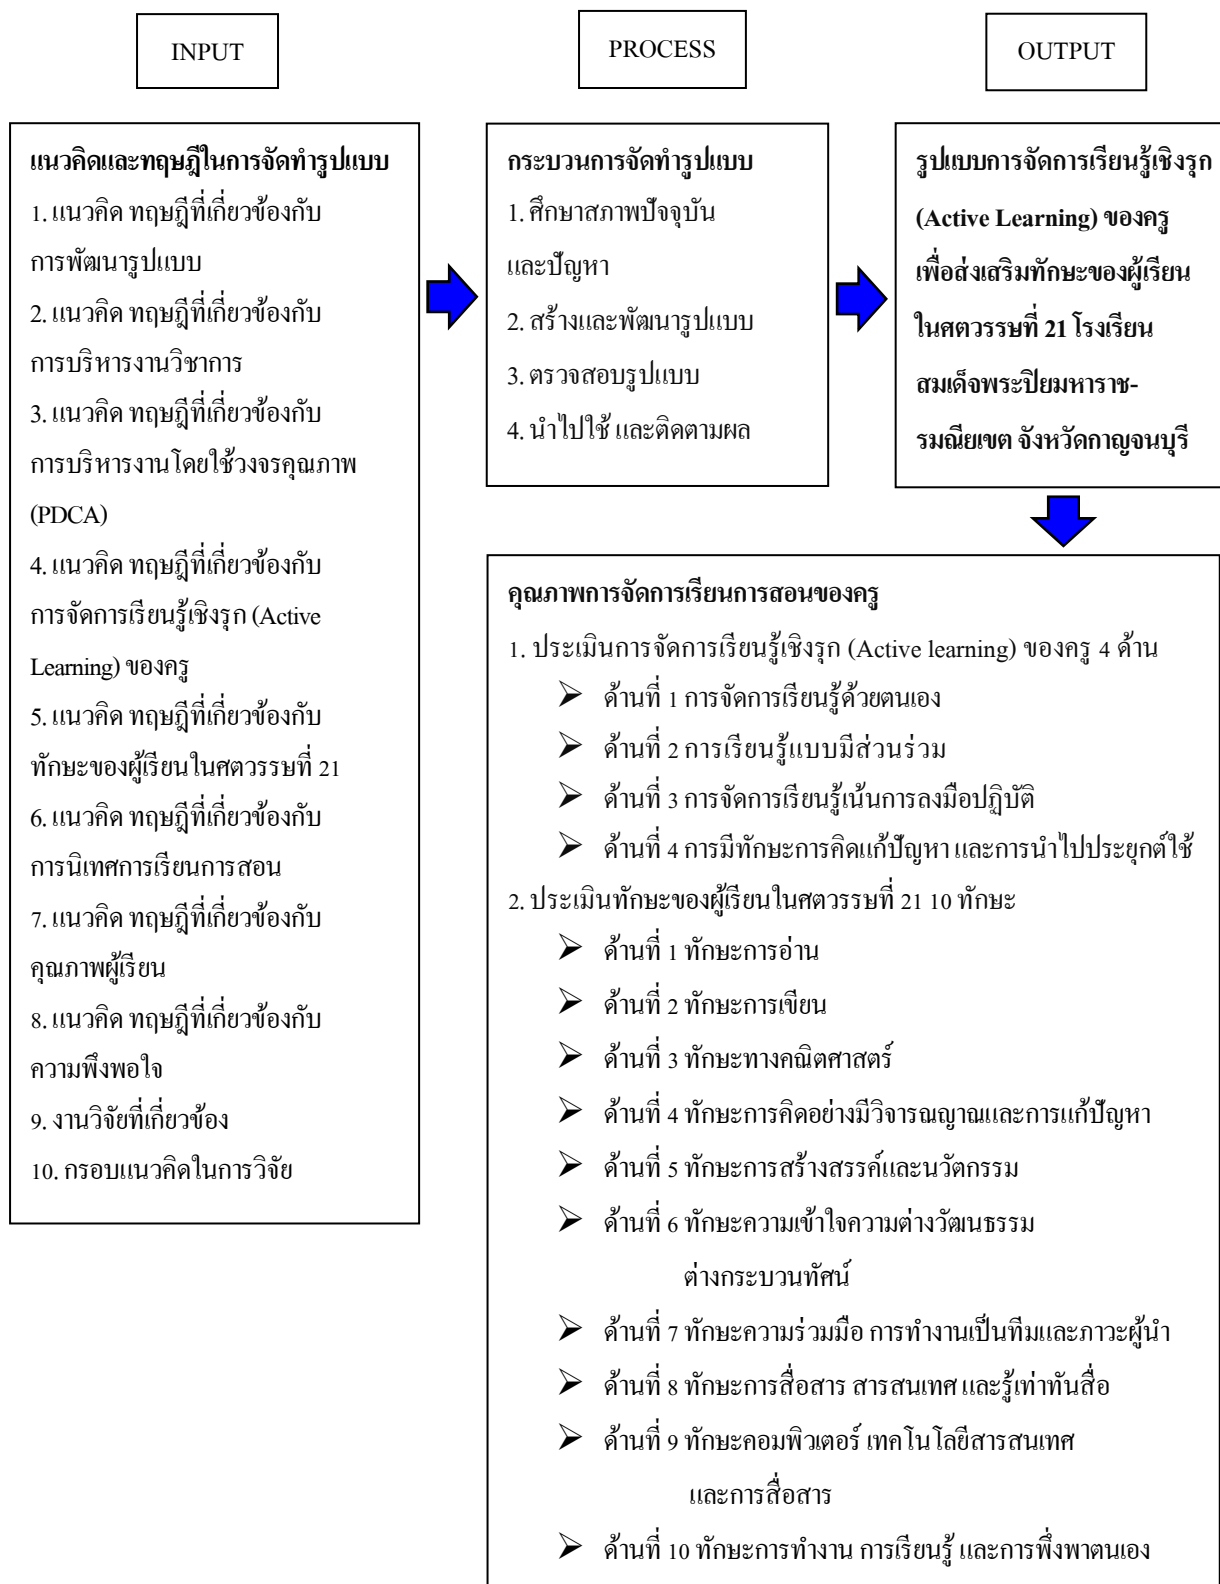 INPUT
PROCESS
OUTPUT
แนวคิดและทฤษฎีในการจัดทำรูปแบบ
1. แนวคิด ทฤษฎีที่เกี่ยวข้องกับ
การพัฒนารูปแบบ
2. แนวคิด ทฤษฎีที่เกี่ยวข้องกับ
การบริหารงานวิชาการ
3. แนวคิด ทฤษฎีที่เกี่ยวข้องกับ
การบริหารงานโดยใช้วงจรคุณภาพ
(PDCA)
4. แนวคิด ทฤษฎีที่เกี่ยวข้องกับ
การจัดการเรียนรู้เชิงรุก (Active
Learning) ของครู
5. แนวคิด ทฤษฎีที่เกี่ยวข้องกับ
ทักษะของผู้เรียนในศตวรรษที่ 21
6. แนวคิด ทฤษฎีที่เกี่ยวข้องกับ
การนิเทศการเรียนการสอน
7. แนวคิด ทฤษฎีที่เกี่ยวข้องกับ
คุณภาพผู้เรียน
8. แนวคิด ทฤษฎีที่เกี่ยวข้องกับ
ความพึงพอใจ
9. งานวิจัยที่เกี่ยวข้อง
10. กรอบแนวคิดในการวิจัย
กระบวนการจัดทำรูปแบบ
1. ศึกษาสภาพปัจจุบัน
และปัญหา
2. สร้างและพัฒนารูปแบบ
3. ตรวจสอบรูปแบบ
4. นำไปใช้ และติดตามผล
รูปแบบการจัดการเรียนรู้เชิงรุก
(Active Learning) ของครู
เพื่อส่งเสริมทักษะของผู้เรียน
ในศตวรรษที่ 21 โรงเรียน
สมเด็จพระปิยมหาราช-
รมณียเขต จังหวัดกาญจนบุรี
คุณภาพการจัดการเรียนการสอนของครู
1. ประเมินการจัดการเรียนรู้เชิงรุก (Active learning) ของครู 4 ด้าน
➢ ด้านที่ 1 การจัดการเรียนรู้ด้วยตนเอง
➢ ด้านที่ 2 การเรียนรู้แบบมีส่วนร่วม
➢ ด้านที่ 3 การจัดการเรียนรู้เน้นการลงมือปฏิบัติ
➢ ด้านที่ 4 การมีทักษะการคิดแก้ปัญหา และการนำไปประยุกต์ใช้
2. ประเมินทักษะของผู้เรียนในศตวรรษที่ 21 10 ทักษะ
➢ ด้านที่ 1 ทักษะการอ่าน
➢ ด้านที่ 2 ทักษะการเขียน
➢ ด้านที่ 3 ทักษะทางคณิตศาสตร์
➢ ด้านที่ 4 ทักษะการคิดอย่างมีวิจารณญาณและการแก้ปัญหา
➢ ด้านที่ 5 ทักษะการสร้างสรรค์และนวัตกรรม
➢ ด้านที่ 6 ทักษะความเข้าใจความต่างวัฒนธรรม
ต่างกระบวนทัศน์
➢ ด้านที่ 7 ทักษะความร่วมมือ การทำงานเป็นทีมและภาวะผู้นำ
➢ ด้านที่ 8 ทักษะการสื่อสาร สารสนเทศ และรู้เท่าทันสื่อ
➢ ด้านที่ 9 ทักษะคอมพิวเตอร์ เทคโนโลยีสารสนเทศ
และการสื่อสาร
➢ ด้านที่ 10 ทักษะการทำงาน การเรียนรู้ และการพึ่งพาตนเอง